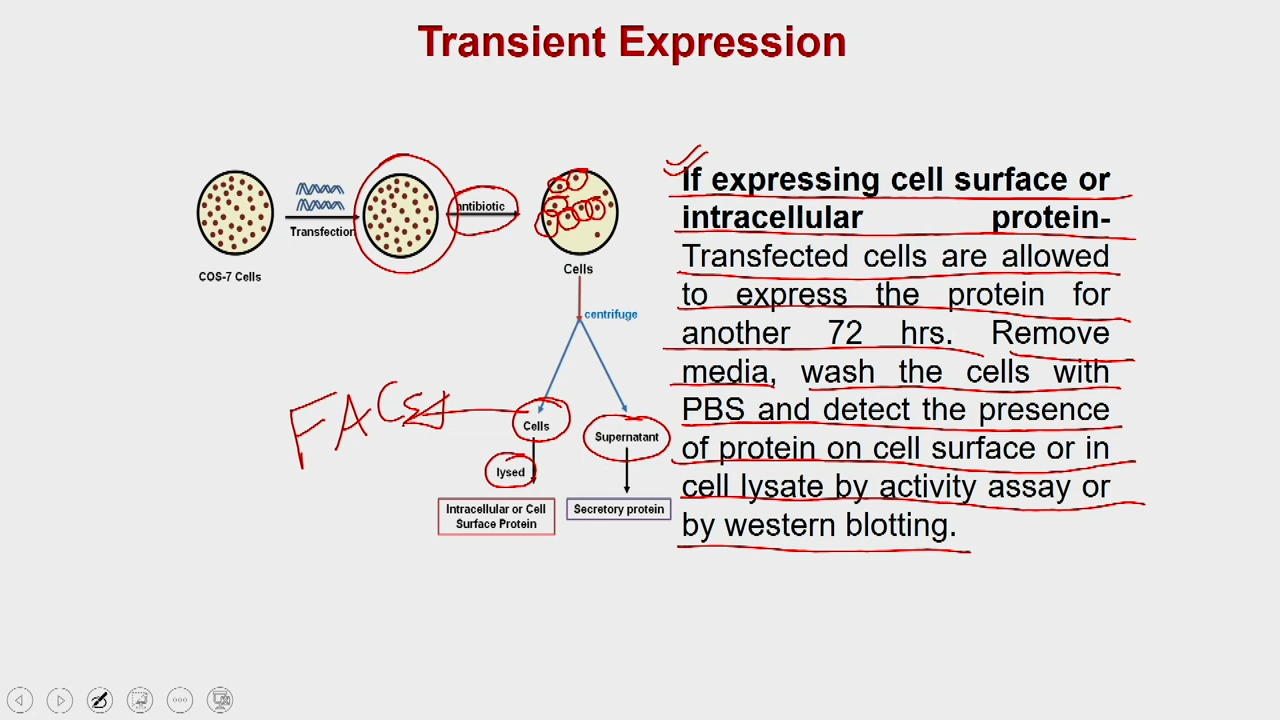 Transient Expression
Transfection
COS-7 Cells
antibiotic
Cells
centrifuge
Cells
Supernatant
lysed
Intracellular or Cell
Surface Protein
Secretory protein
FACS
If expressing cell surface or
intracellular protein-
Transfected cells are allowed
to express the protein for
another 72 hrs. Remove
media, wash the cells with
PBS and detect the presence
of protein on cell surface or in
cell lysate by activity assay or
by western blotting.